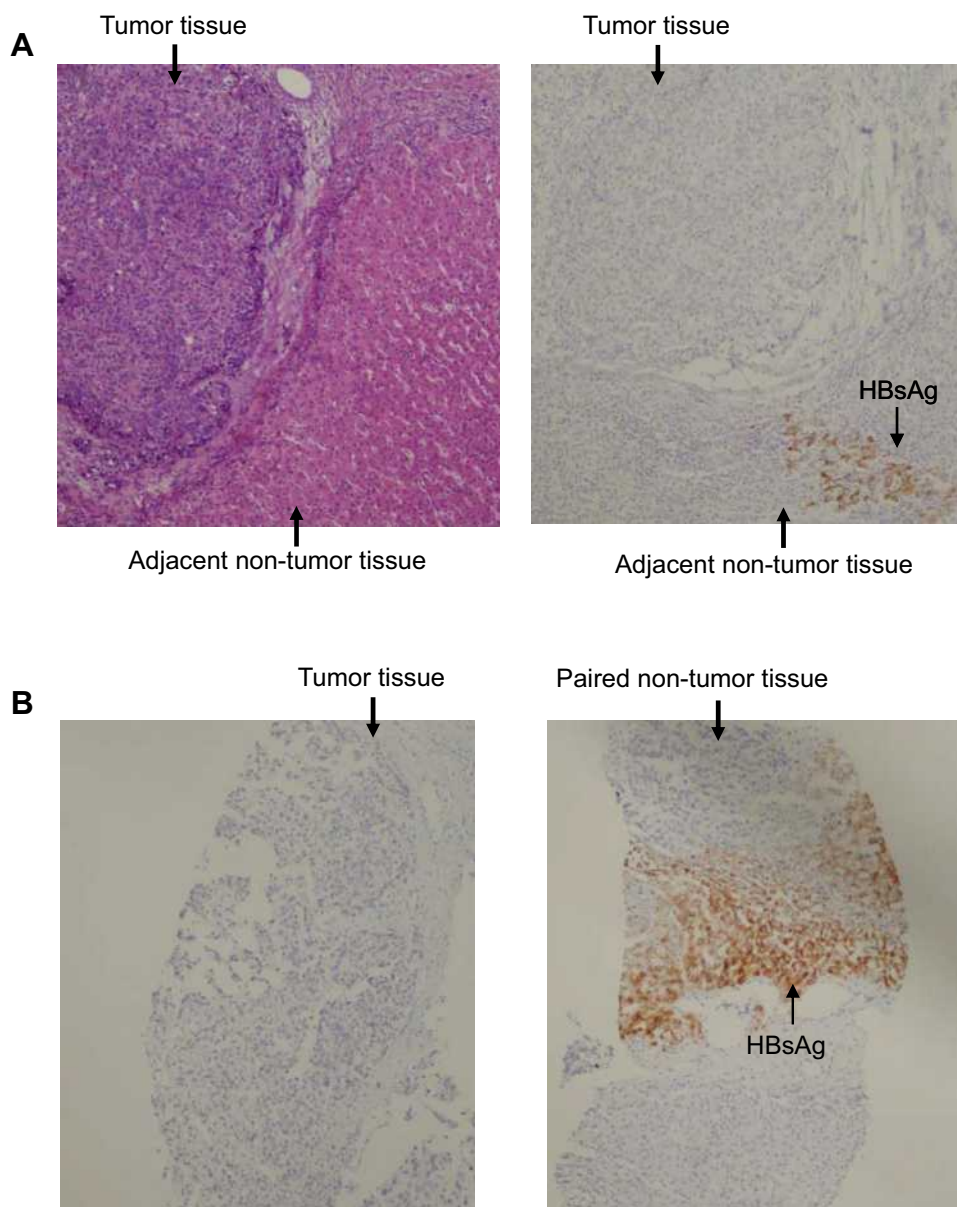 A
Tumor tissue
Tumor tissue
HBsAg
Adjacent non-tumor tissue
Adjacent non-tumor tissue
B
Tumor tissue
Paired non-tumor tissue
HBsAg